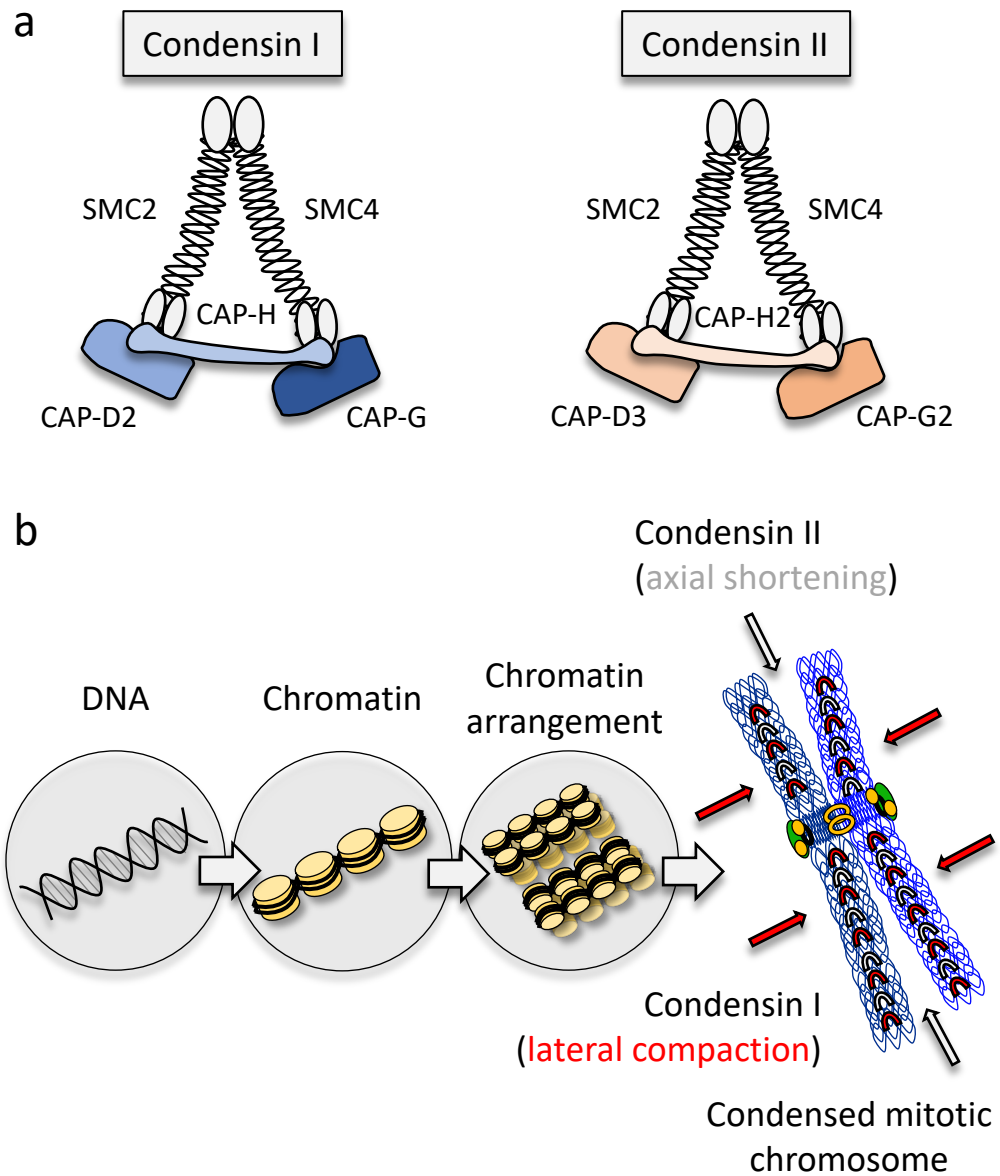 a
Condensin I
Condensin II
SMC2
SMC4
SMC2
SMC4
CAP-H
CAP-H2
CAP-D2
CAP-G
CAP-D3
CAP-G2
b
Condensin II
(axial shortening)
DNA
Chromatin
Chromatin
arrangement
Condensin I
(lateral compaction)
Condensed mitotic
chromosome